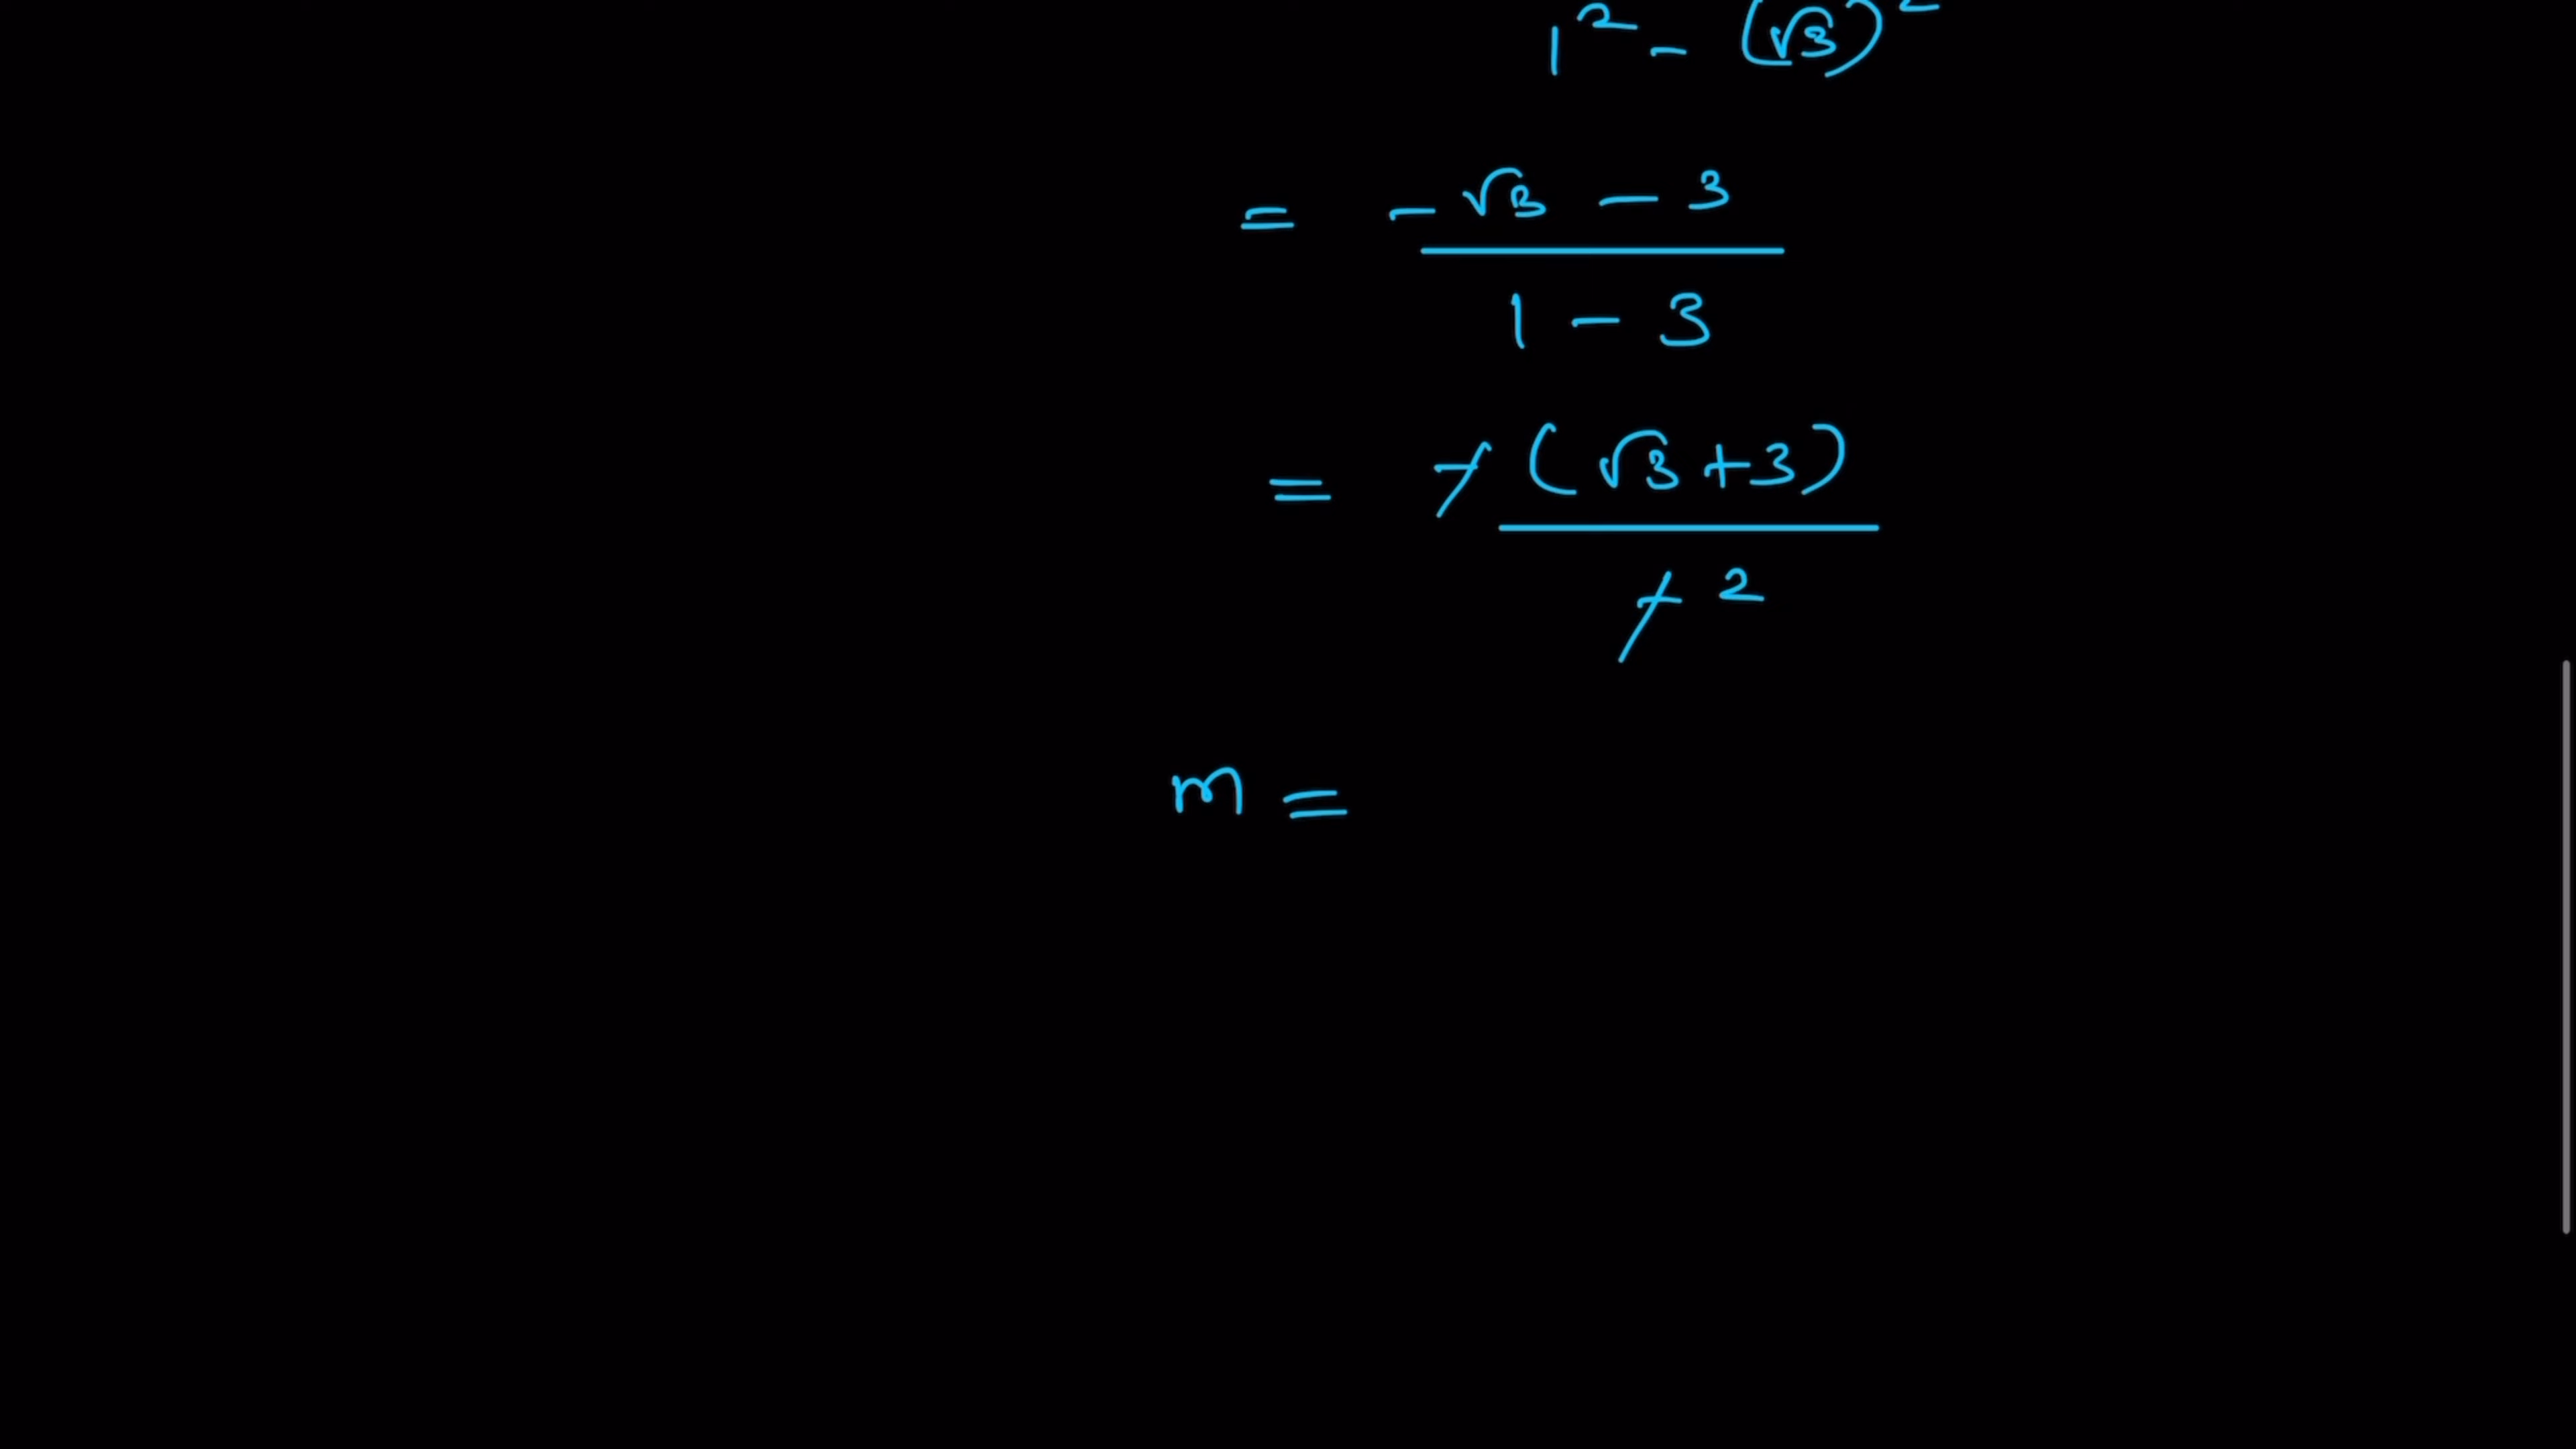 1² - (√3)²
= -√3 - 3
1 - 3
= - (√3 + 3)
- 2
m =